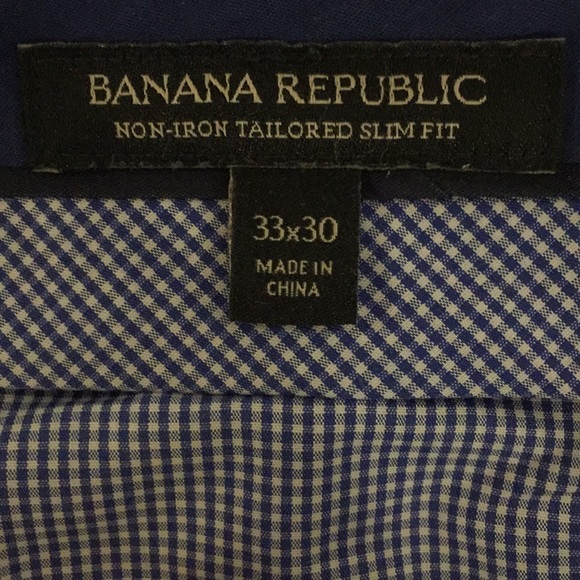 BANANA REPUBLIC
NON-IRON TAILORED SLIM FIT
33x30
MADE IN
CHINA